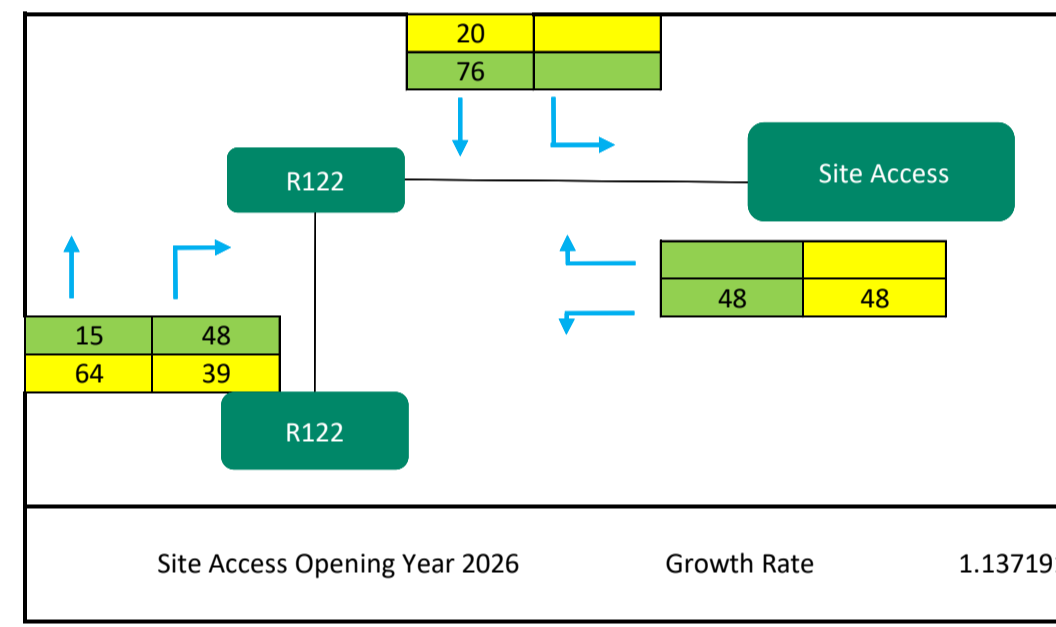 20
76
R122
Site Access
48 48
15 48
64 39
R122
Site Access Opening Year 2026 Growth Rate 1.13719